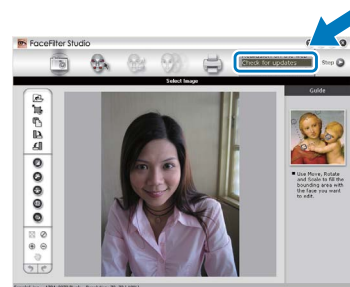 FaceFilter Studio
Check for updates
Stop
Select Image
Guide
Use Move, Rotate
and Scale to fill the
bounding area with
the face you want
to edit.